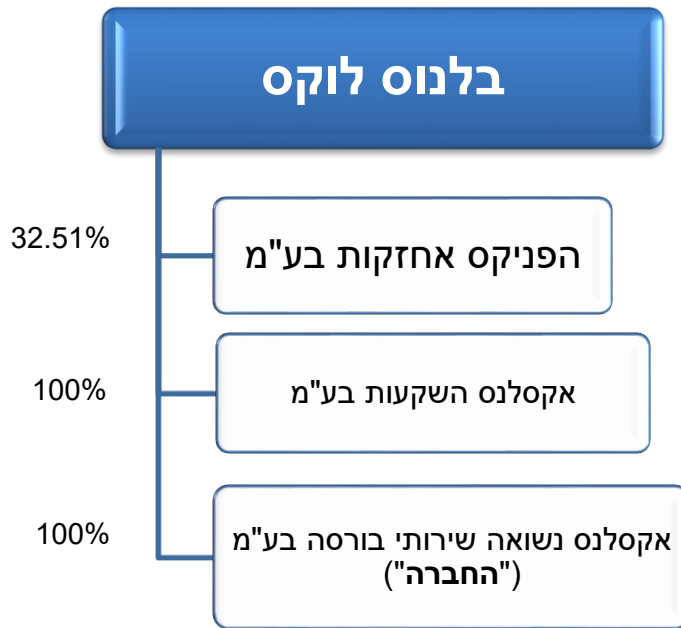 בלנוס לוקס
32.51%
הפניקס אחזקות בע"מ
100%
אקסלנס השקעות בע"מ
100%
אקסלנס נשואה שירותי בורסה בע"מ
("החברה")